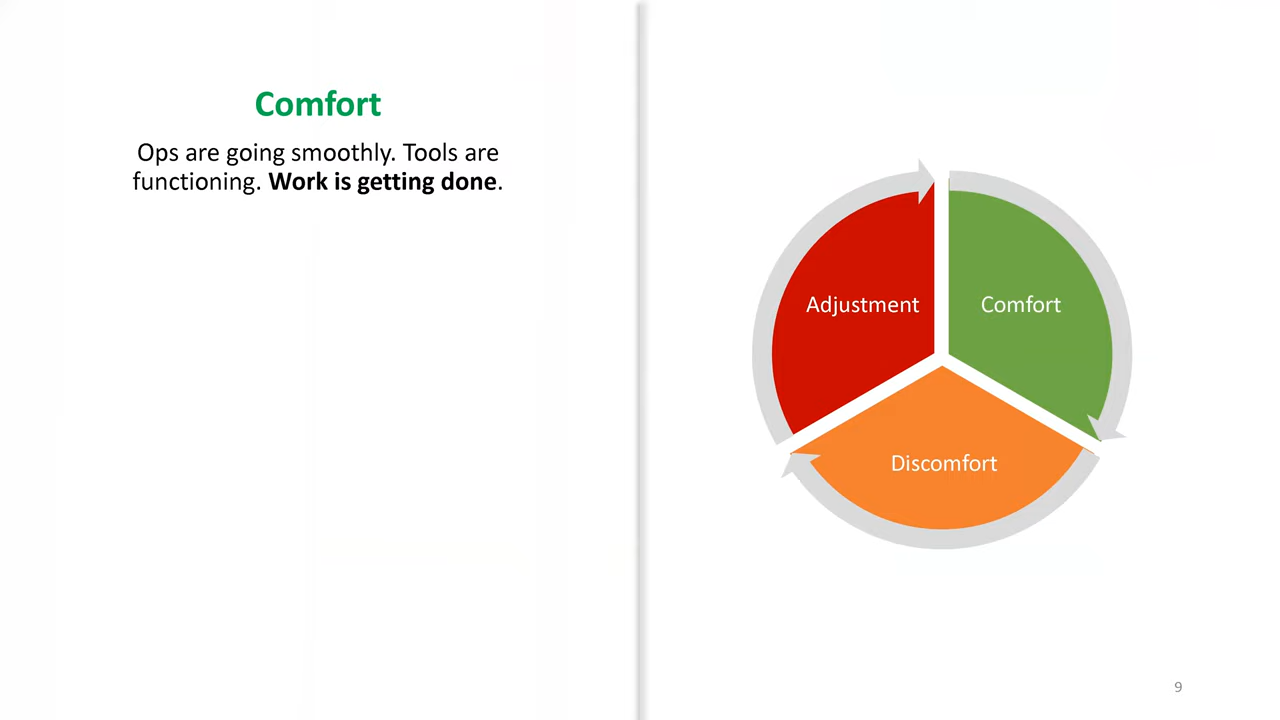 Comfort
Ops are going smoothly. Tools are
functioning. Work is getting done.
Adjustment
Comfort
Discomfort
9